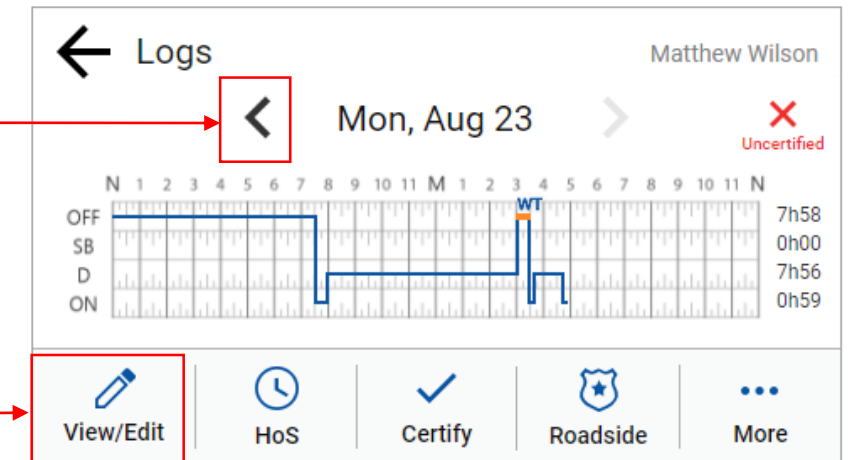 Logs
Matthew Wilson
Mon, Aug 23
Uncertified
N 1 2 3 4 5 6 7 8 9 10 11 M 1 2 3 4 5 6 7 8 9 10 11 N
WT
OFF 7h58
SB 0h00
D 7h56
ON 0h59
View/Edit HoS Certify Roadside More